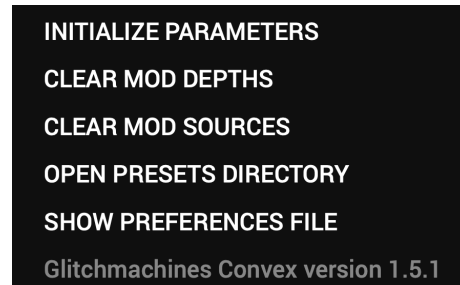 INITIALIZE PARAMETERS
CLEAR MOD DEPTHS
CLEAR MOD SOURCES
OPEN PRESETS DIRECTORY
SHOW PREFERENCES FILE
Glitchmachines Convex version 1.5.1